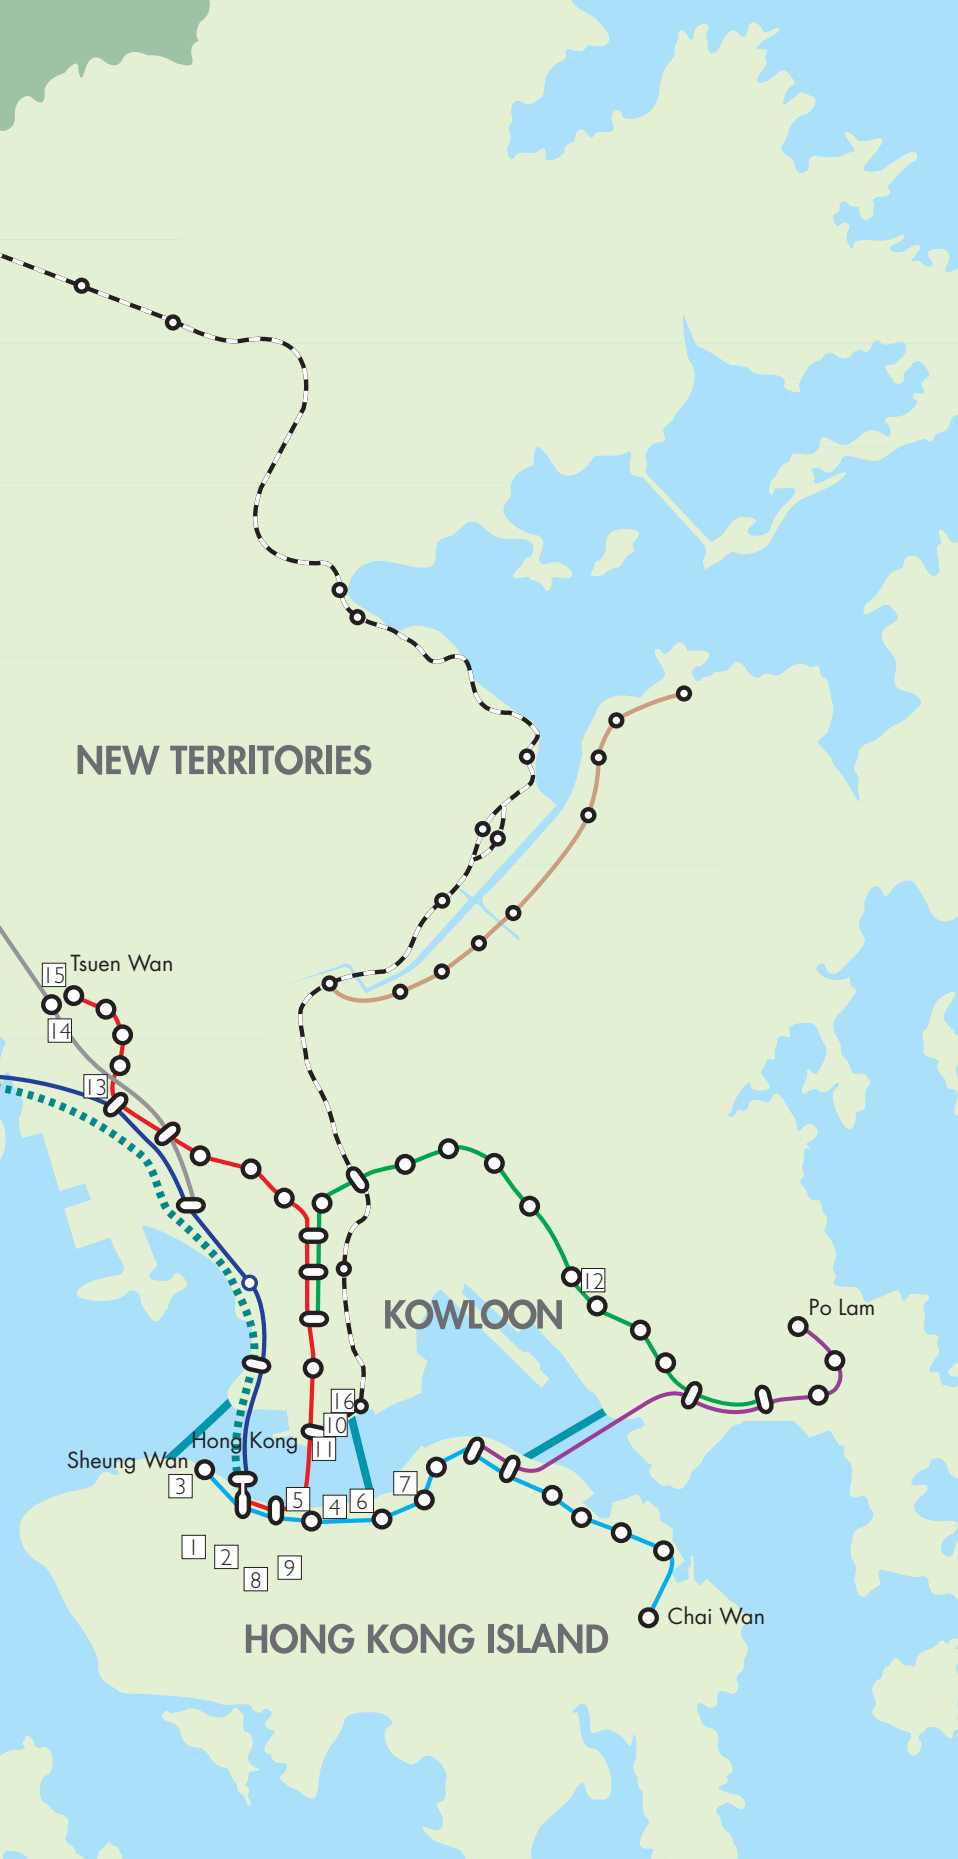 NEW TERRITORIES
15
Tsuen Wan
14
13
12
KOWLOON
Po Lam
16
10
Hong Kong
11
Sheung Wan
3
5
4
6
7
1
2
9
8
Chai Wan
HONG KONG ISLAND